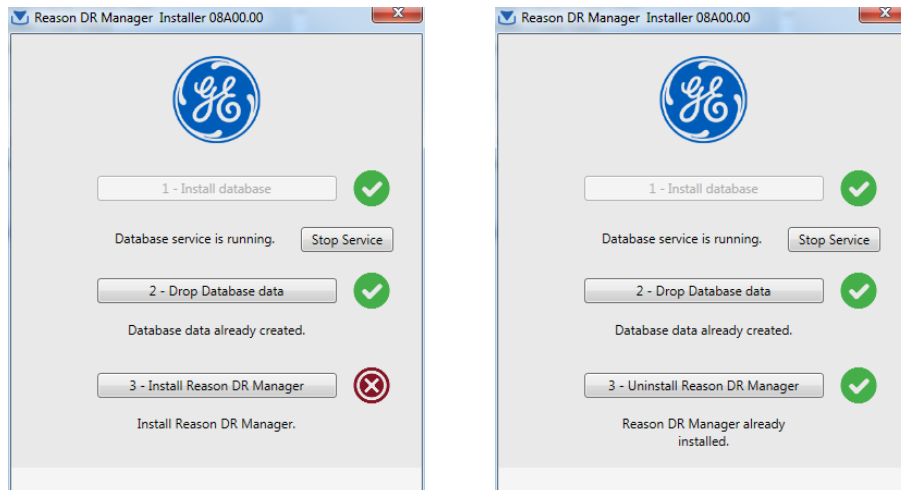 Reason DR Manager Installer 08A00.00
GE
1 - Install database
Database service is running. Stop Service
2 - Drop Database data
Database data already created.
3 - Install Reason DR Manager
Install Reason DR Manager.
Reason DR Manager Installer 08A00.00
GE
1 - Install database
Database service is running. Stop Service
2 - Drop Database data
Database data already created.
3 - Uninstall Reason DR Manager
Reason DR Manager already
installed.